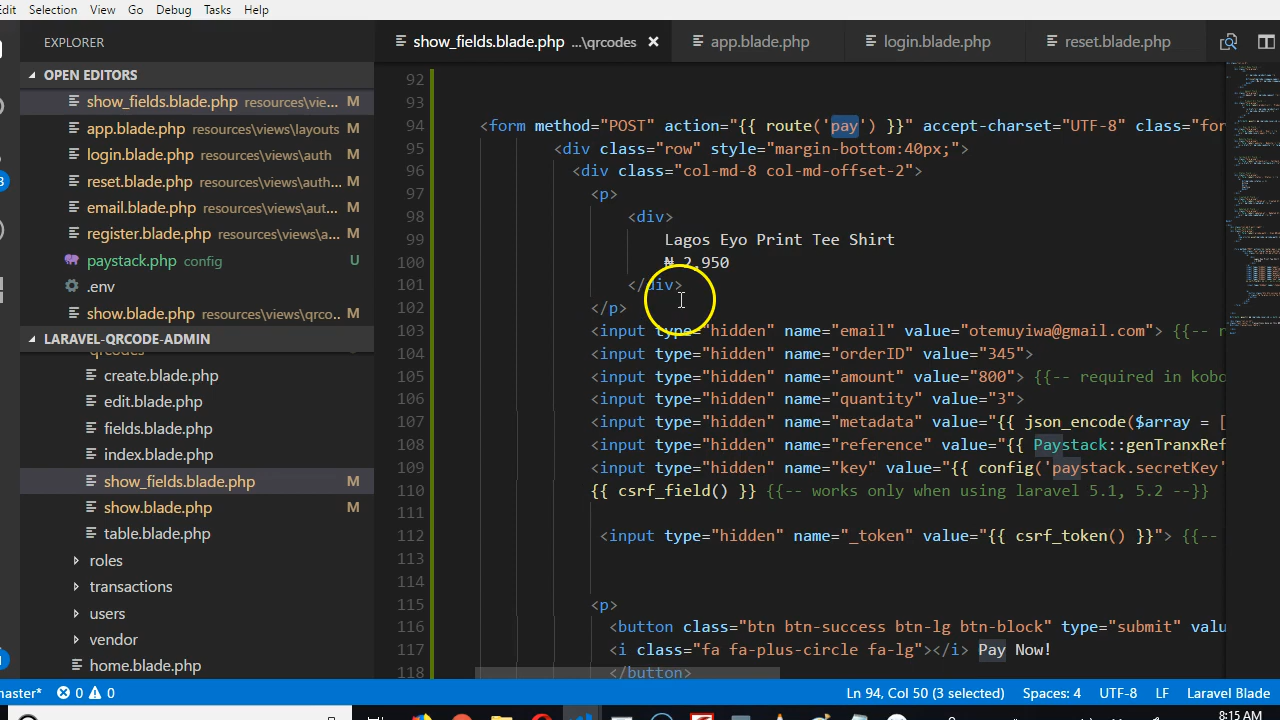 Edit Selection View Go Debug Tasks Help
EXPLORER
show_fields.blade.php ...\qrcodes
app.blade.php
login.blade.php
reset.blade.php
OPEN EDITORS
show_fields.blade.php resources\vie... M
app.blade.php resources\views\layouts M
login.blade.php resources\views\auth M
reset.blade.php resources\views\auth... M
email.blade.php resources\views\aut... M
register.blade.php resources\views\a... M
paystack.php config U
.env
show.blade.php resources\views\qrco... M
LARAVEL-QRCODE-ADMIN
qrcodes
create.blade.php
edit.blade.php
fields.blade.php
index.blade.php
show_fields.blade.php M
show.blade.php M
table.blade.php
roles
transactions
users
vendor
home.blade.php
92
93
94 <form method="POST" action="{{ route('pay') }}" accept-charset="UTF-8" class="for
95 <div class="row" style="margin-bottom:40px;">
96 <div class="col-md-8 col-md-offset-2">
97 <p>
98 <div>
99 Lagos Eyo Print Tee Shirt
100 ₦ 2,950
101 </div>
102 </p>
103 <input type="hidden" name="email" value="otemuyiwa@gmail.com"> {{-- r
104 <input type="hidden" name="orderID" value="345">
105 <input type="hidden" name="amount" value="800"> {{-- required in kobo
106 <input type="hidden" name="quantity" value="3">
107 <input type="hidden" name="metadata" value="{{ json_encode($array = [
108 <input type="hidden" name="reference" value="{{ Paystack::genTranxRef
109 <input type="hidden" name="key" value="{{ config('paystack.secretKey'
110 {{ csrf_field() }} {{-- works only when using laravel 5.1, 5.2 --}}
111
112 <input type="hidden" name="_token" value="{{ csrf_token() }}"> {{--
113
114
115 <p>
116 <button class="btn btn-success btn-lg btn-block" type="submit" valu
117 <i class="fa fa-plus-circle fa-lg"></i> Pay Now!
118 </button>
master* 0 0 Ln 94, Col 50 (3 selected) Spaces: 4 UTF-8 LF Laravel Blade
8:15 AM